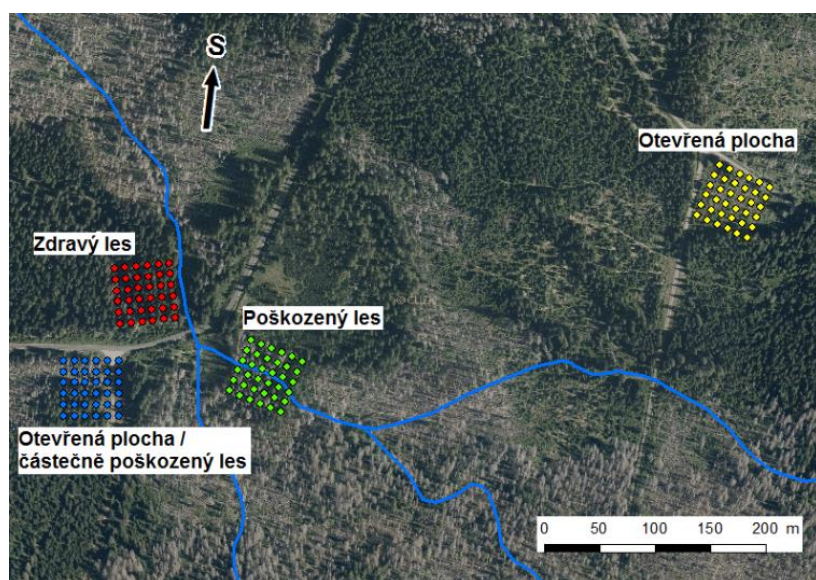 S
Otevřená plocha
Zdravý les
Poškozený les
Otevřená plocha /
částečně poškozený les
0 50 100 150 200 m